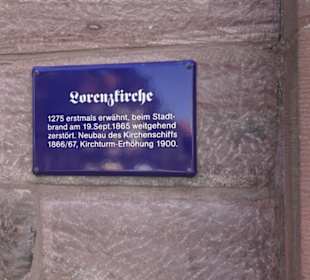 Lorenzkirche
1275 erstmals erwähnt, beim Stadt-
brand am 19.Sept.1865 weitgehend
zerstört. Neubau des Kirchenschiffs
1866/67, Kirchturm-Erhöhung 1900.